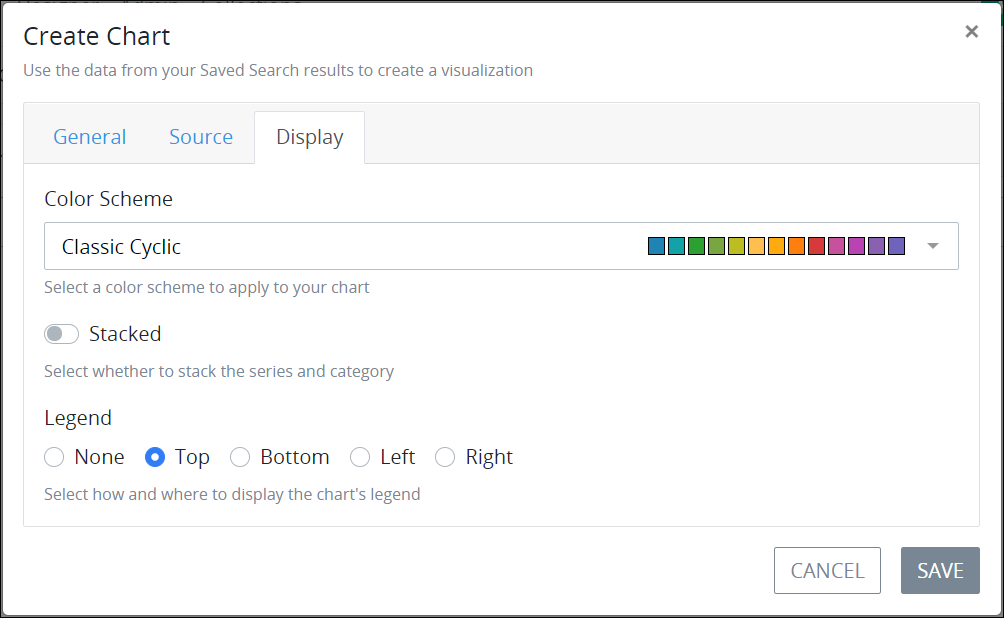 Create Chart
×
Use the data from your Saved Search results to create a visualization
General Source Display
Color Scheme
Classic Cyclic
Select a color scheme to apply to your chart
Stacked
Select whether to stack the series and category
Legend
None Top Bottom Left Right
Select how and where to display the chart's legend
CANCEL SAVE